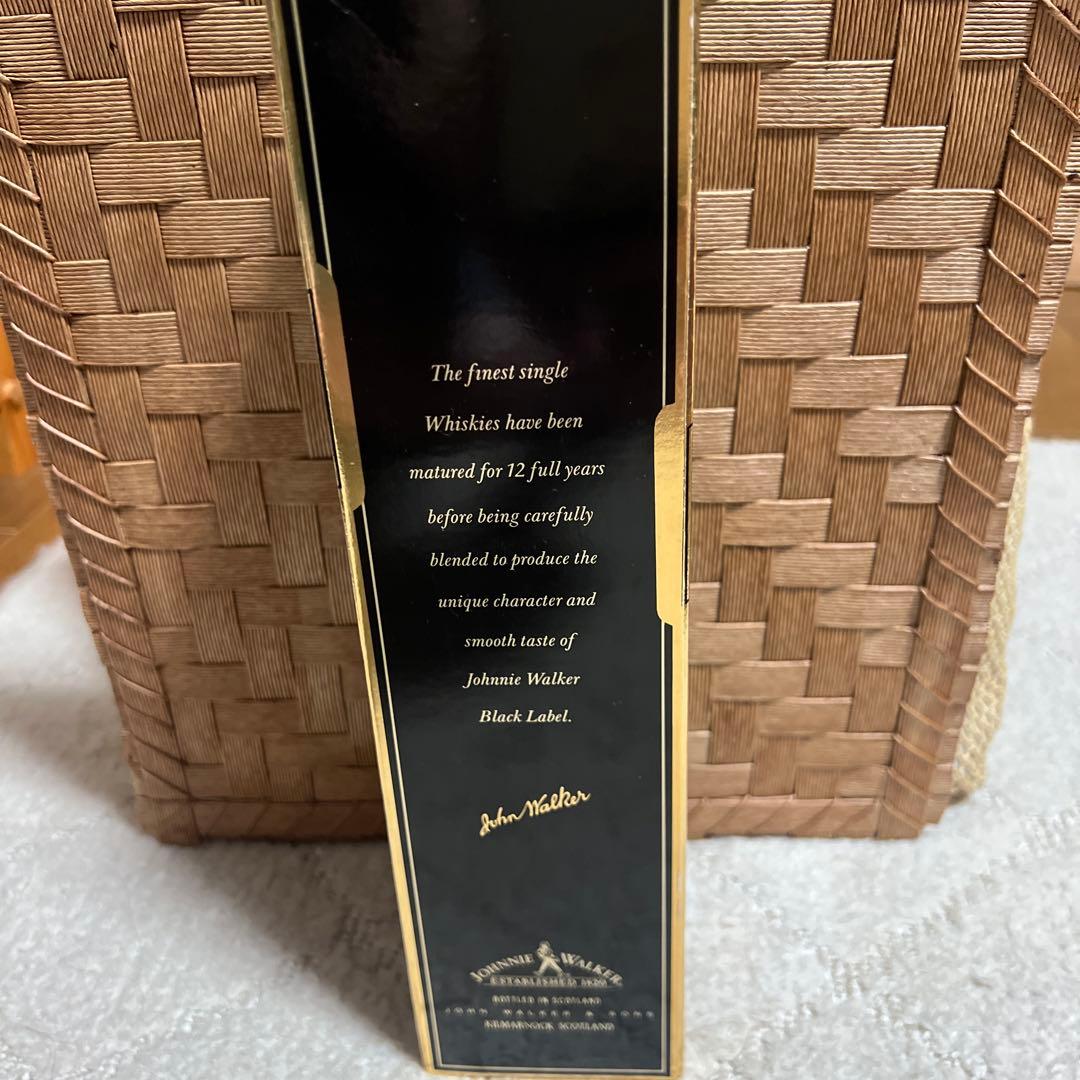 The finest single
Whiskies have been
matured for 12 full years
before being carefully
blended to produce the
unique character and
smooth taste of
Johnnie Walker
Black Label.
John Walker
JOHNNIE WALKER
ESTABLISHED 1820
BOTTLED IN SCOTLAND
JOHN WALKER & SONS
KILMARNOCK SCOTLAND